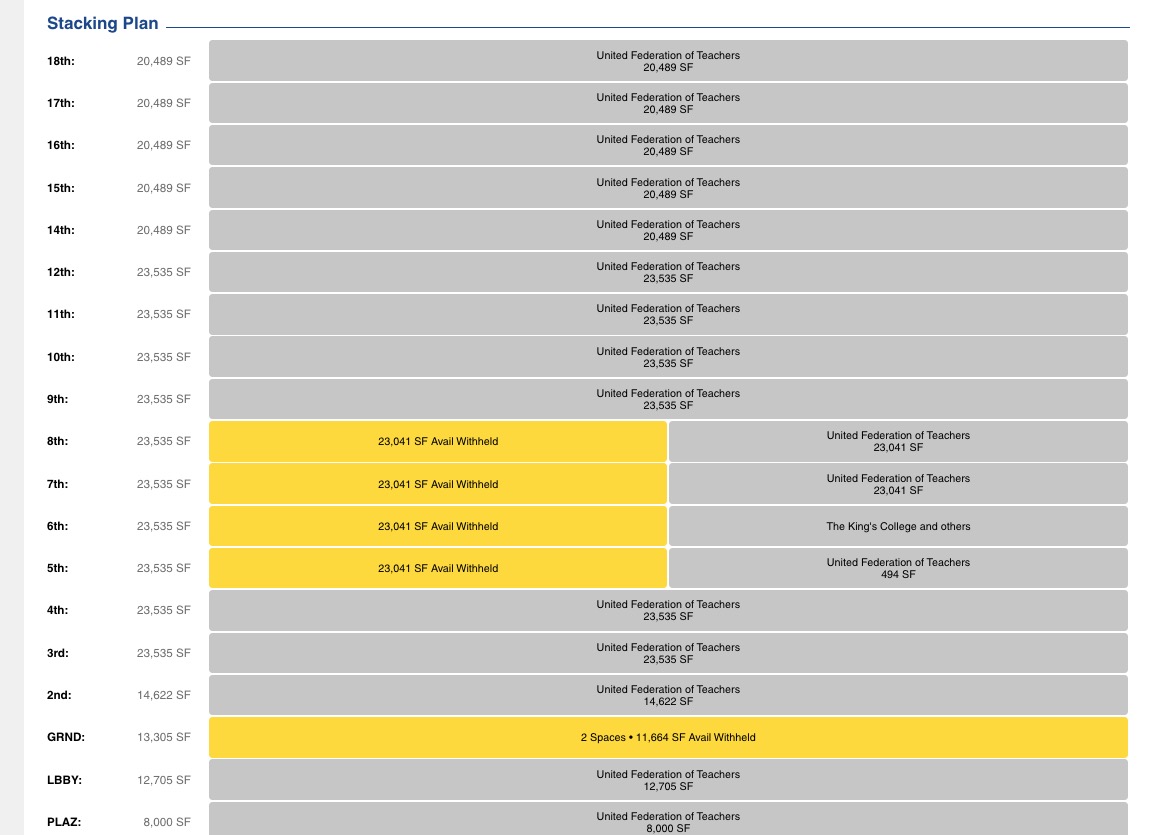 Stacking Plan
18th: 20,489 SF United Federation of Teachers
20,489 SF
17th: 20,489 SF United Federation of Teachers
20,489 SF
16th: 20,489 SF United Federation of Teachers
20,489 SF
15th: 20,489 SF United Federation of Teachers
20,489 SF
14th: 20,489 SF United Federation of Teachers
20,489 SF
12th: 23,535 SF United Federation of Teachers
23,535 SF
11th: 23,535 SF United Federation of Teachers
23,535 SF
10th: 23,535 SF United Federation of Teachers
23,535 SF
9th: 23,535 SF United Federation of Teachers
23,535 SF
8th: 23,535 SF 23,041 SF Avail Withheld United Federation of Teachers
23,041 SF
7th: 23,535 SF 23,041 SF Avail Withheld United Federation of Teachers
23,041 SF
6th: 23,535 SF 23,041 SF Avail Withheld The King's College and others
5th: 23,535 SF 23,041 SF Avail Withheld United Federation of Teachers
494 SF
4th: 23,535 SF United Federation of Teachers
23,535 SF
3rd: 23,535 SF United Federation of Teachers
23,535 SF
2nd: 14,622 SF United Federation of Teachers
14,622 SF
GRND: 13,305 SF 2 Spaces • 11,664 SF Avail Withheld
LBBY: 12,705 SF United Federation of Teachers
12,705 SF
PLAZ: 8,000 SF United Federation of Teachers
8,000 SF